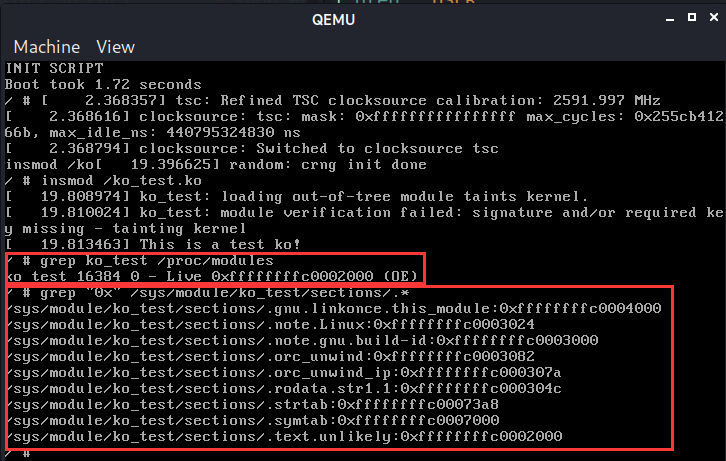 QEMU
Machine View
INIT SCRIPT
Boot took 1.72 seconds
/ # [    2.368357] tsc: Refined TSC clocksource calibration: 2591.997 MHz
[    2.368616] clocksource: tsc: mask: 0xffffffffffffffff max_cycles: 0x255cb412
66b, max_idle_ns: 440795324830 ns
[    2.368794] clocksource: Switched to clocksource tsc
insmod /ko[   19.396625] random: crng init done
/ # insmod /ko_test.ko
[   19.808974] ko_test: loading out-of-tree module taints kernel.
[   19.810024] ko_test: module verification failed: signature and/or required ke
y missing - tainting kernel
[   19.813463] This is a test ko!
/ # grep ko_test /proc/modules
ko_test 16384 0 - Live 0xffffffffc0002000 (OE)
/ # grep "0x" /sys/module/ko_test/sections/.*
/sys/module/ko_test/sections/.gnu.linkonce.this_module:0xffffffffc0004000
/sys/module/ko_test/sections/.note.Linux:0xffffffffc0003024
/sys/module/ko_test/sections/.note.gnu.build-id:0xffffffffc0003000
/sys/module/ko_test/sections/.orc_unwind:0xffffffffc0003082
/sys/module/ko_test/sections/.orc_unwind_ip:0xffffffffc000307a
/sys/module/ko_test/sections/.rodata.str1.1:0xffffffffc000304c
/sys/module/ko_test/sections/.strtab:0xffffffffc00073a8
/sys/module/ko_test/sections/.symtab:0xffffffffc0007000
/sys/module/ko_test/sections/.text.unlikely:0xffffffffc0002000
/ #